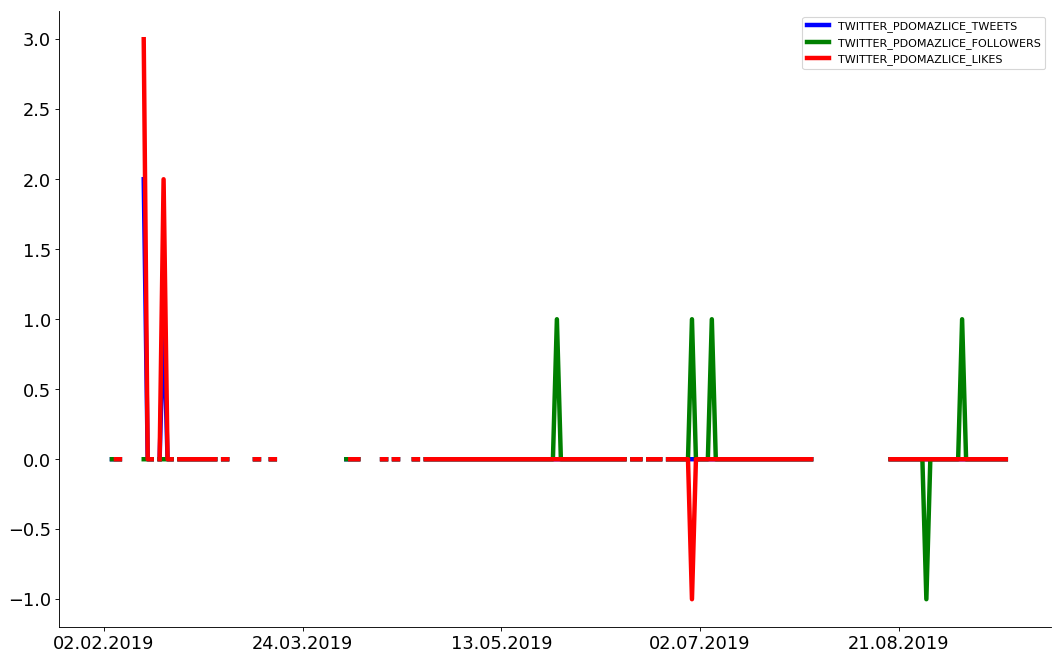 TWITTER_PDOMAZLICE_TWEETS
TWITTER_PDOMAZLICE_FOLLOWERS
TWITTER_PDOMAZLICE_LIKES
3.0
2.5
2.0
1.5
1.0
0.5
0.0
−0.5
−1.0
02.02.2019 24.03.2019 13.05.2019 02.07.2019 21.08.2019